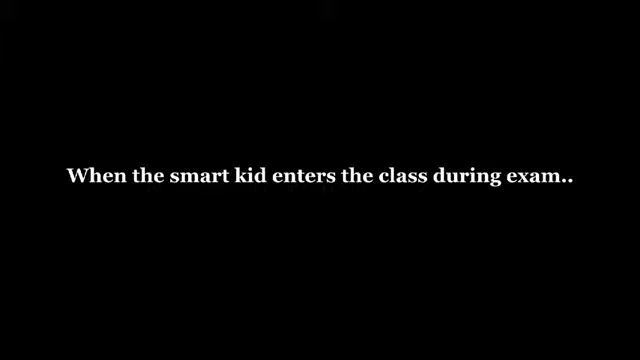 When the smart kid enters the class during exam..